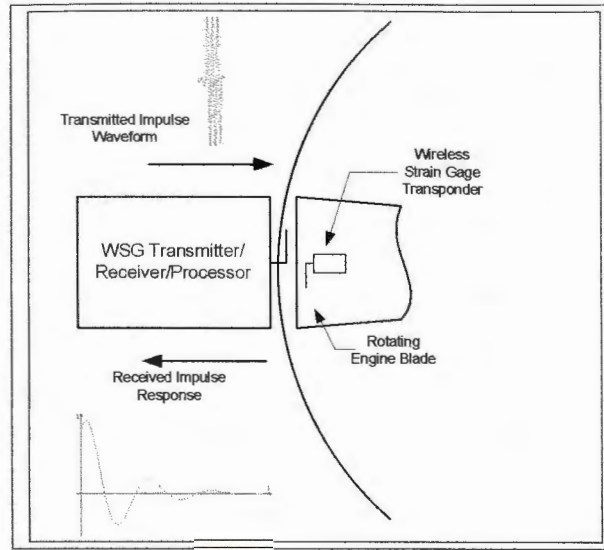 Transmitted Impulse
Waveform
Wireless
Strain Gage
Transponder
WSG Transmitter/
Receiver/Processor
Rotating
Engine Blade
Received Impulse
Response